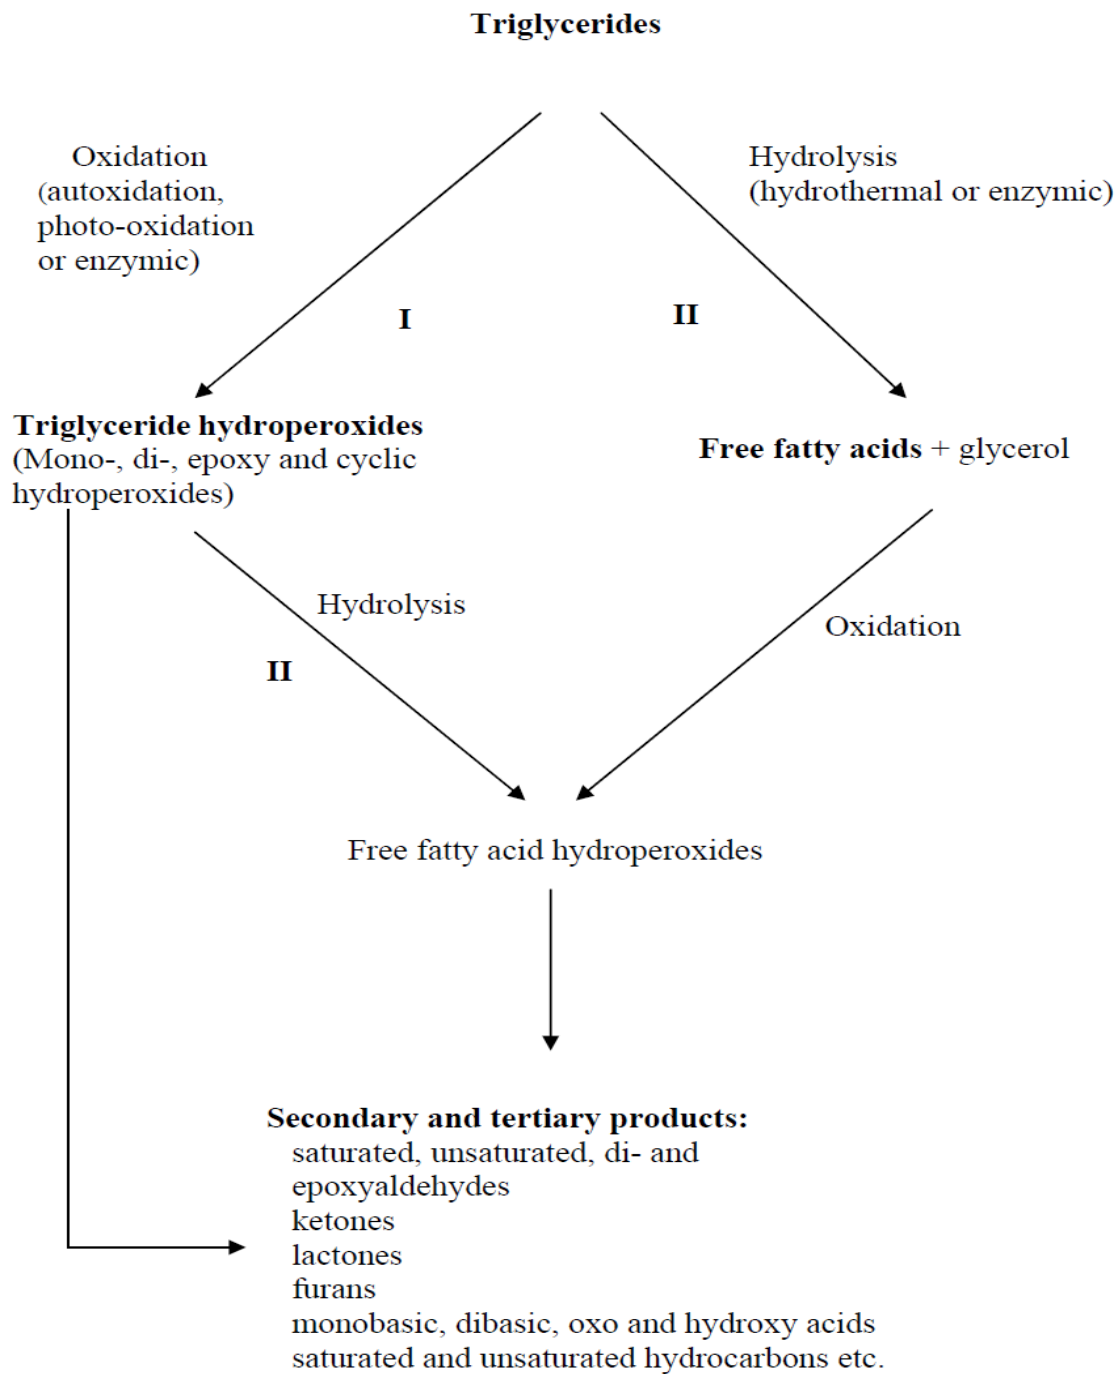 Triglycerides
Oxidation
(autoxidation,
photo-oxidation
or enzymic)
Hydrolysis
(hydrothermal or enzymic)
I
II
Triglyceride hydroperoxides
(Mono-, di-, epoxy and cyclic
hydroperoxides)
Free fatty acids + glycerol
Hydrolysis
II
Oxidation
Free fatty acid hydroperoxides
Secondary and tertiary products:
saturated, unsaturated, di- and
epoxyaldehydes
ketones
lactones
furans
monobasic, dibasic, oxo and hydroxy acids
saturated and unsaturated hydrocarbons etc.